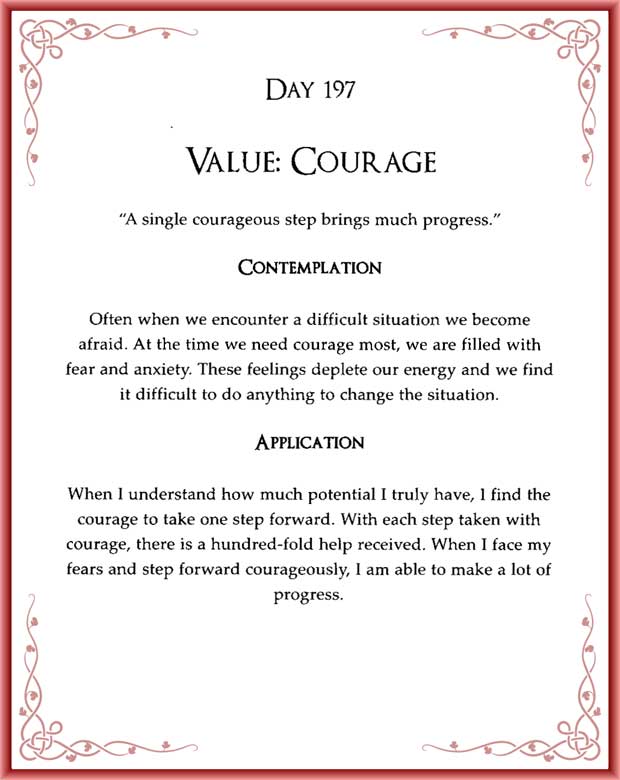 DAY 197
VALUE: COURAGE
“A single courageous step brings much progress.”
CONTEMPLATION
Often when we encounter a difficult situation we become
afraid. At the time we need courage most, we are filled with
fear and anxiety. These feelings deplete our energy and we find
it difficult to do anything to change the situation.
APPLICATION
When I understand how much potential I truly have, I find the
courage to take one step forward. With each step taken with
courage, there is a hundred-fold help received. When I face my
fears and step forward courageously, I am able to make a lot of
progress.